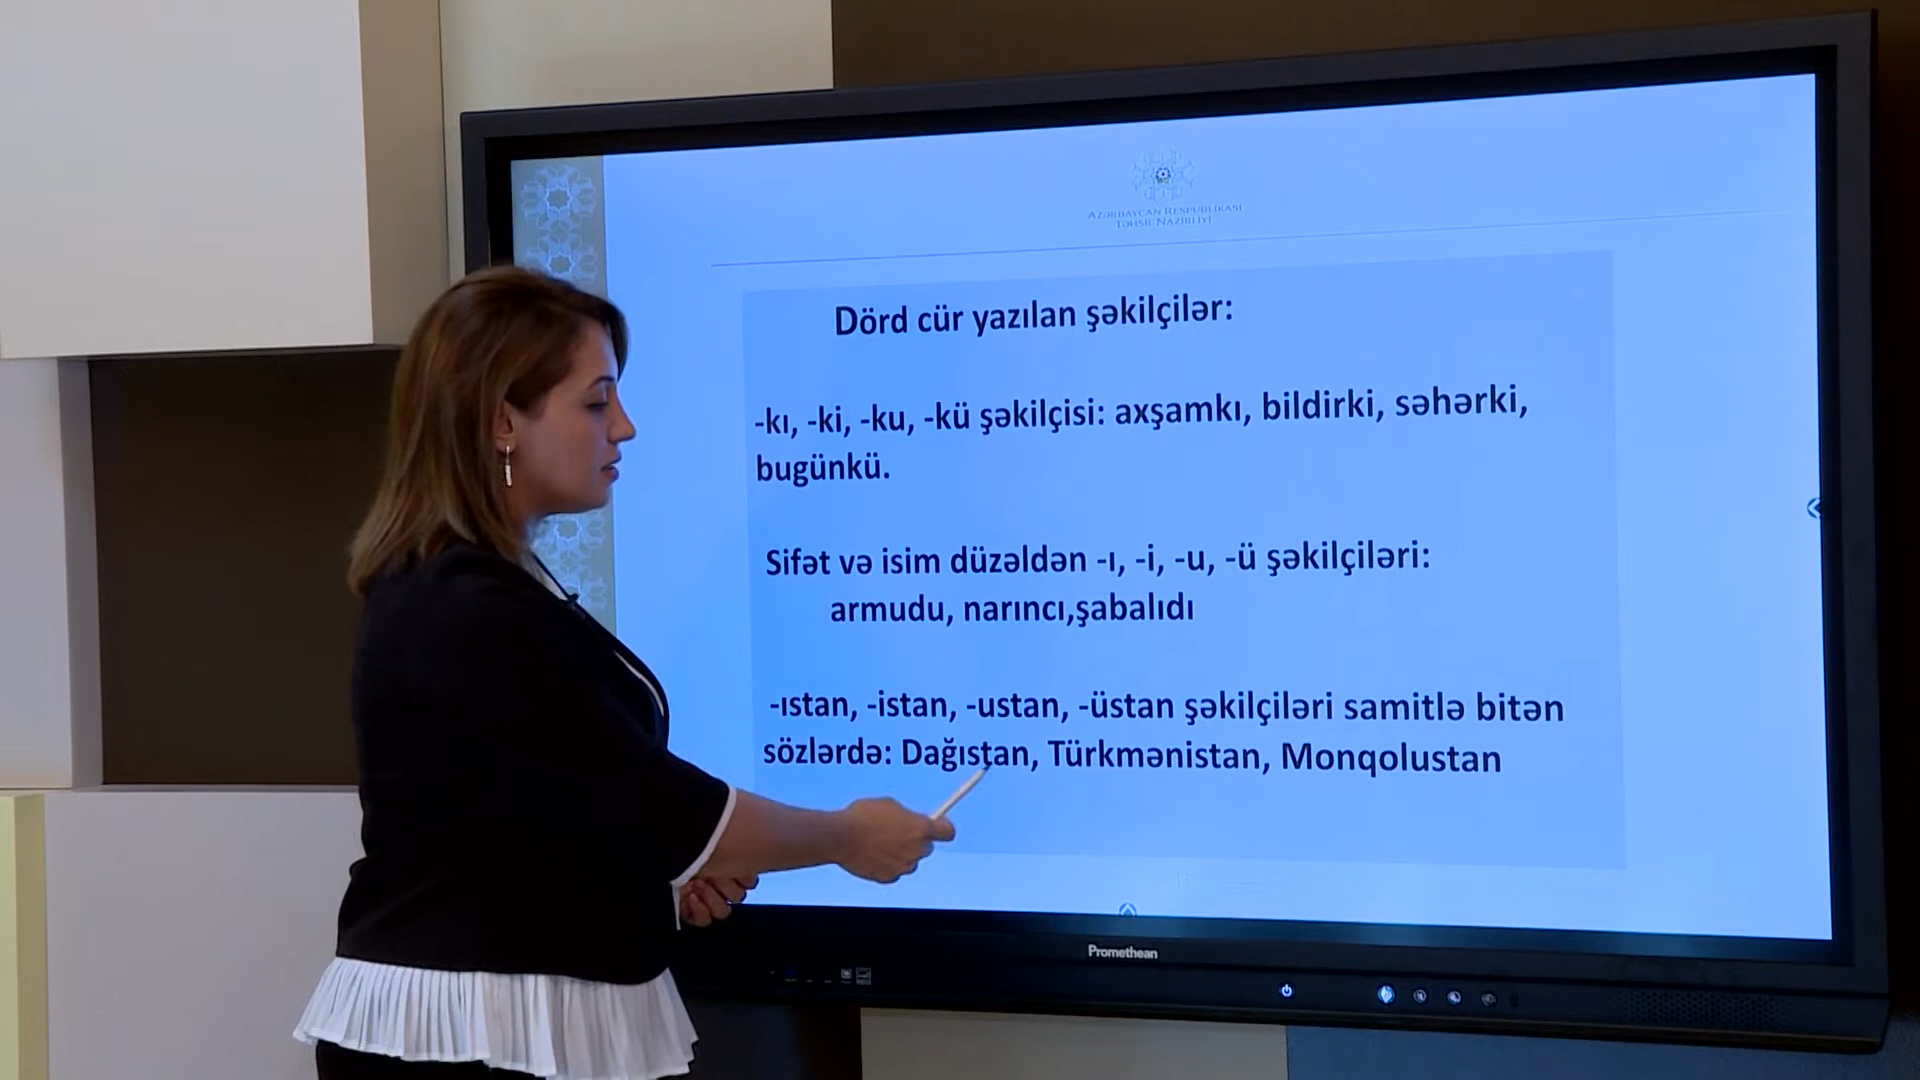 AZƏRBAYCAN RESPUBLİKASI
TƏHSİL NAZİRLİYİ
Dörd cür yazılan şəkilçilər:
-kı, -ki, -ku, -kü şəkilçisi: axşamkı, bildirki, səhərki,
bugünkü.
Sifət və isim düzəldən -ı, -i, -u, -ü şəkilçiləri:
armudu, narıncı,şabalıdı
-ıstan, -istan, -ustan, -üstan şəkilçiləri samitlə bitən
sözlərdə: Dağıstan, Türkmənistan, Monqolustan
13
Promethean